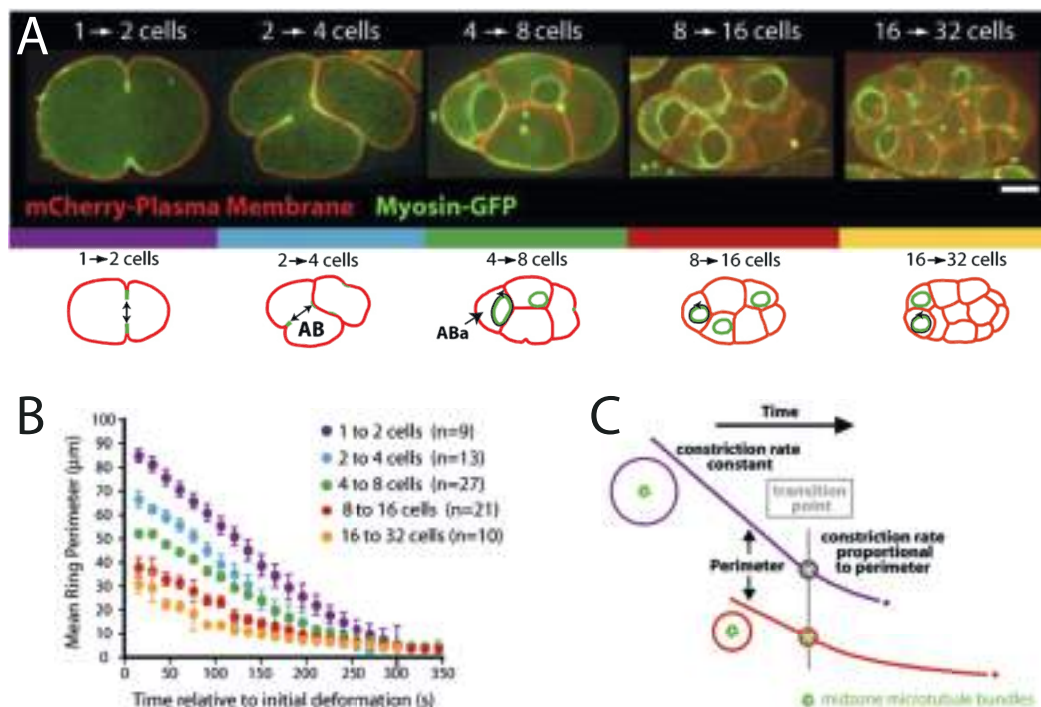 A
1 → 2 cells 2 → 4 cells 4 → 8 cells 8 → 16 cells 16 → 32 cells
mCherry-Plasma Membrane Myosin-GFP
1→2 cells 2→4 cells 4→8 cells 8→16 cells 16→32 cells
AB
ABa
B
Mean Ring Perimeter (µm)
100
90
80
70
60
50
40
30
20
10
0
0 50 100 150 200 250 300 350
Time relative to initial deformation (s)
1 to 2 cells (n=9)
2 to 4 cells (n=13)
4 to 8 cells (n=27)
8 to 16 cells (n=21)
16 to 32 cells (n=10)
C
Time
constriction rate
constant
transition
point
constriction rate
proportional
to perimeter
Perimeter
midzone microtubule bundles